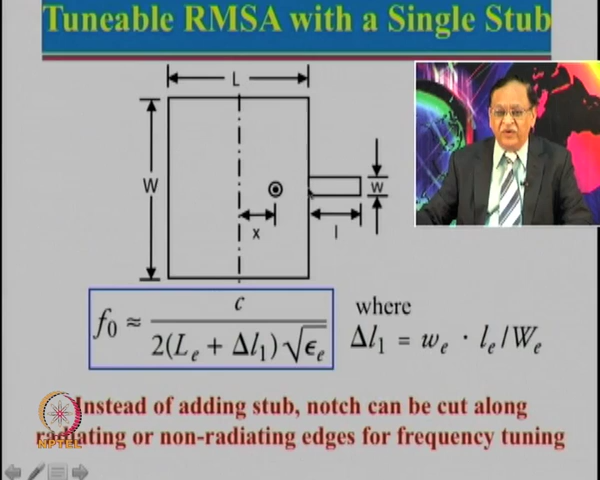 Tuneable RMSA with a Single Stub
L
W
w
x
l
f₀ ≈ c / 2(Lₑ + Δl₁)√ϵₑ
where
Δl₁ = wₑ · lₑ/Wₑ
Instead of adding stub, notch can be cut along
radiating or non-radiating edges for frequency tuning
NPTEL